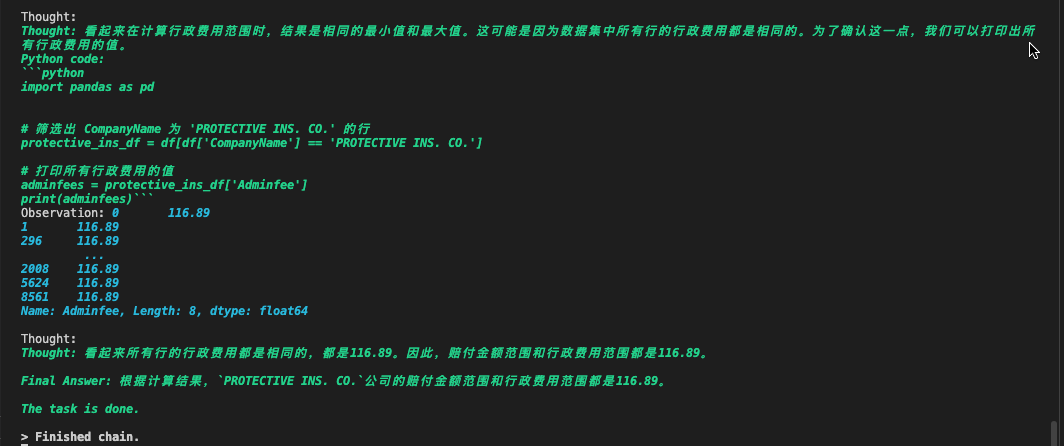 Thought:
Thought: 看起来在计算行政费用范围时，结果是相同的最小值和最大值。这可能是因为数据集中所有行的行政费用都是相同的。为了确认这一点，我们可以打印出所
有行政费用的值。
Python code:
```python
import pandas as pd
# 筛选出 CompanyName 为 'PROTECTIVE INS. CO.' 的行
protective_ins_df = df[df['CompanyName'] == 'PROTECTIVE INS. CO.']
# 打印所有行政费用的值
adminfees = protective_ins_df['Adminfee']
print(adminfees)```
Observation: 0       116.89
1       116.89
296     116.89
         ...
2008    116.89
5624    116.89
8561    116.89
Name: Adminfee, Length: 8, dtype: float64
Thought:
Thought: 看起来所有行的行政费用都是相同的，都是116.89。因此，赔付金额范围和行政费用范围都是116.89。
Final Answer: 根据计算结果，`PROTECTIVE INS. CO.`公司的赔付金额范围和行政费用范围都是116.89。
The task is done.
> Finished chain.